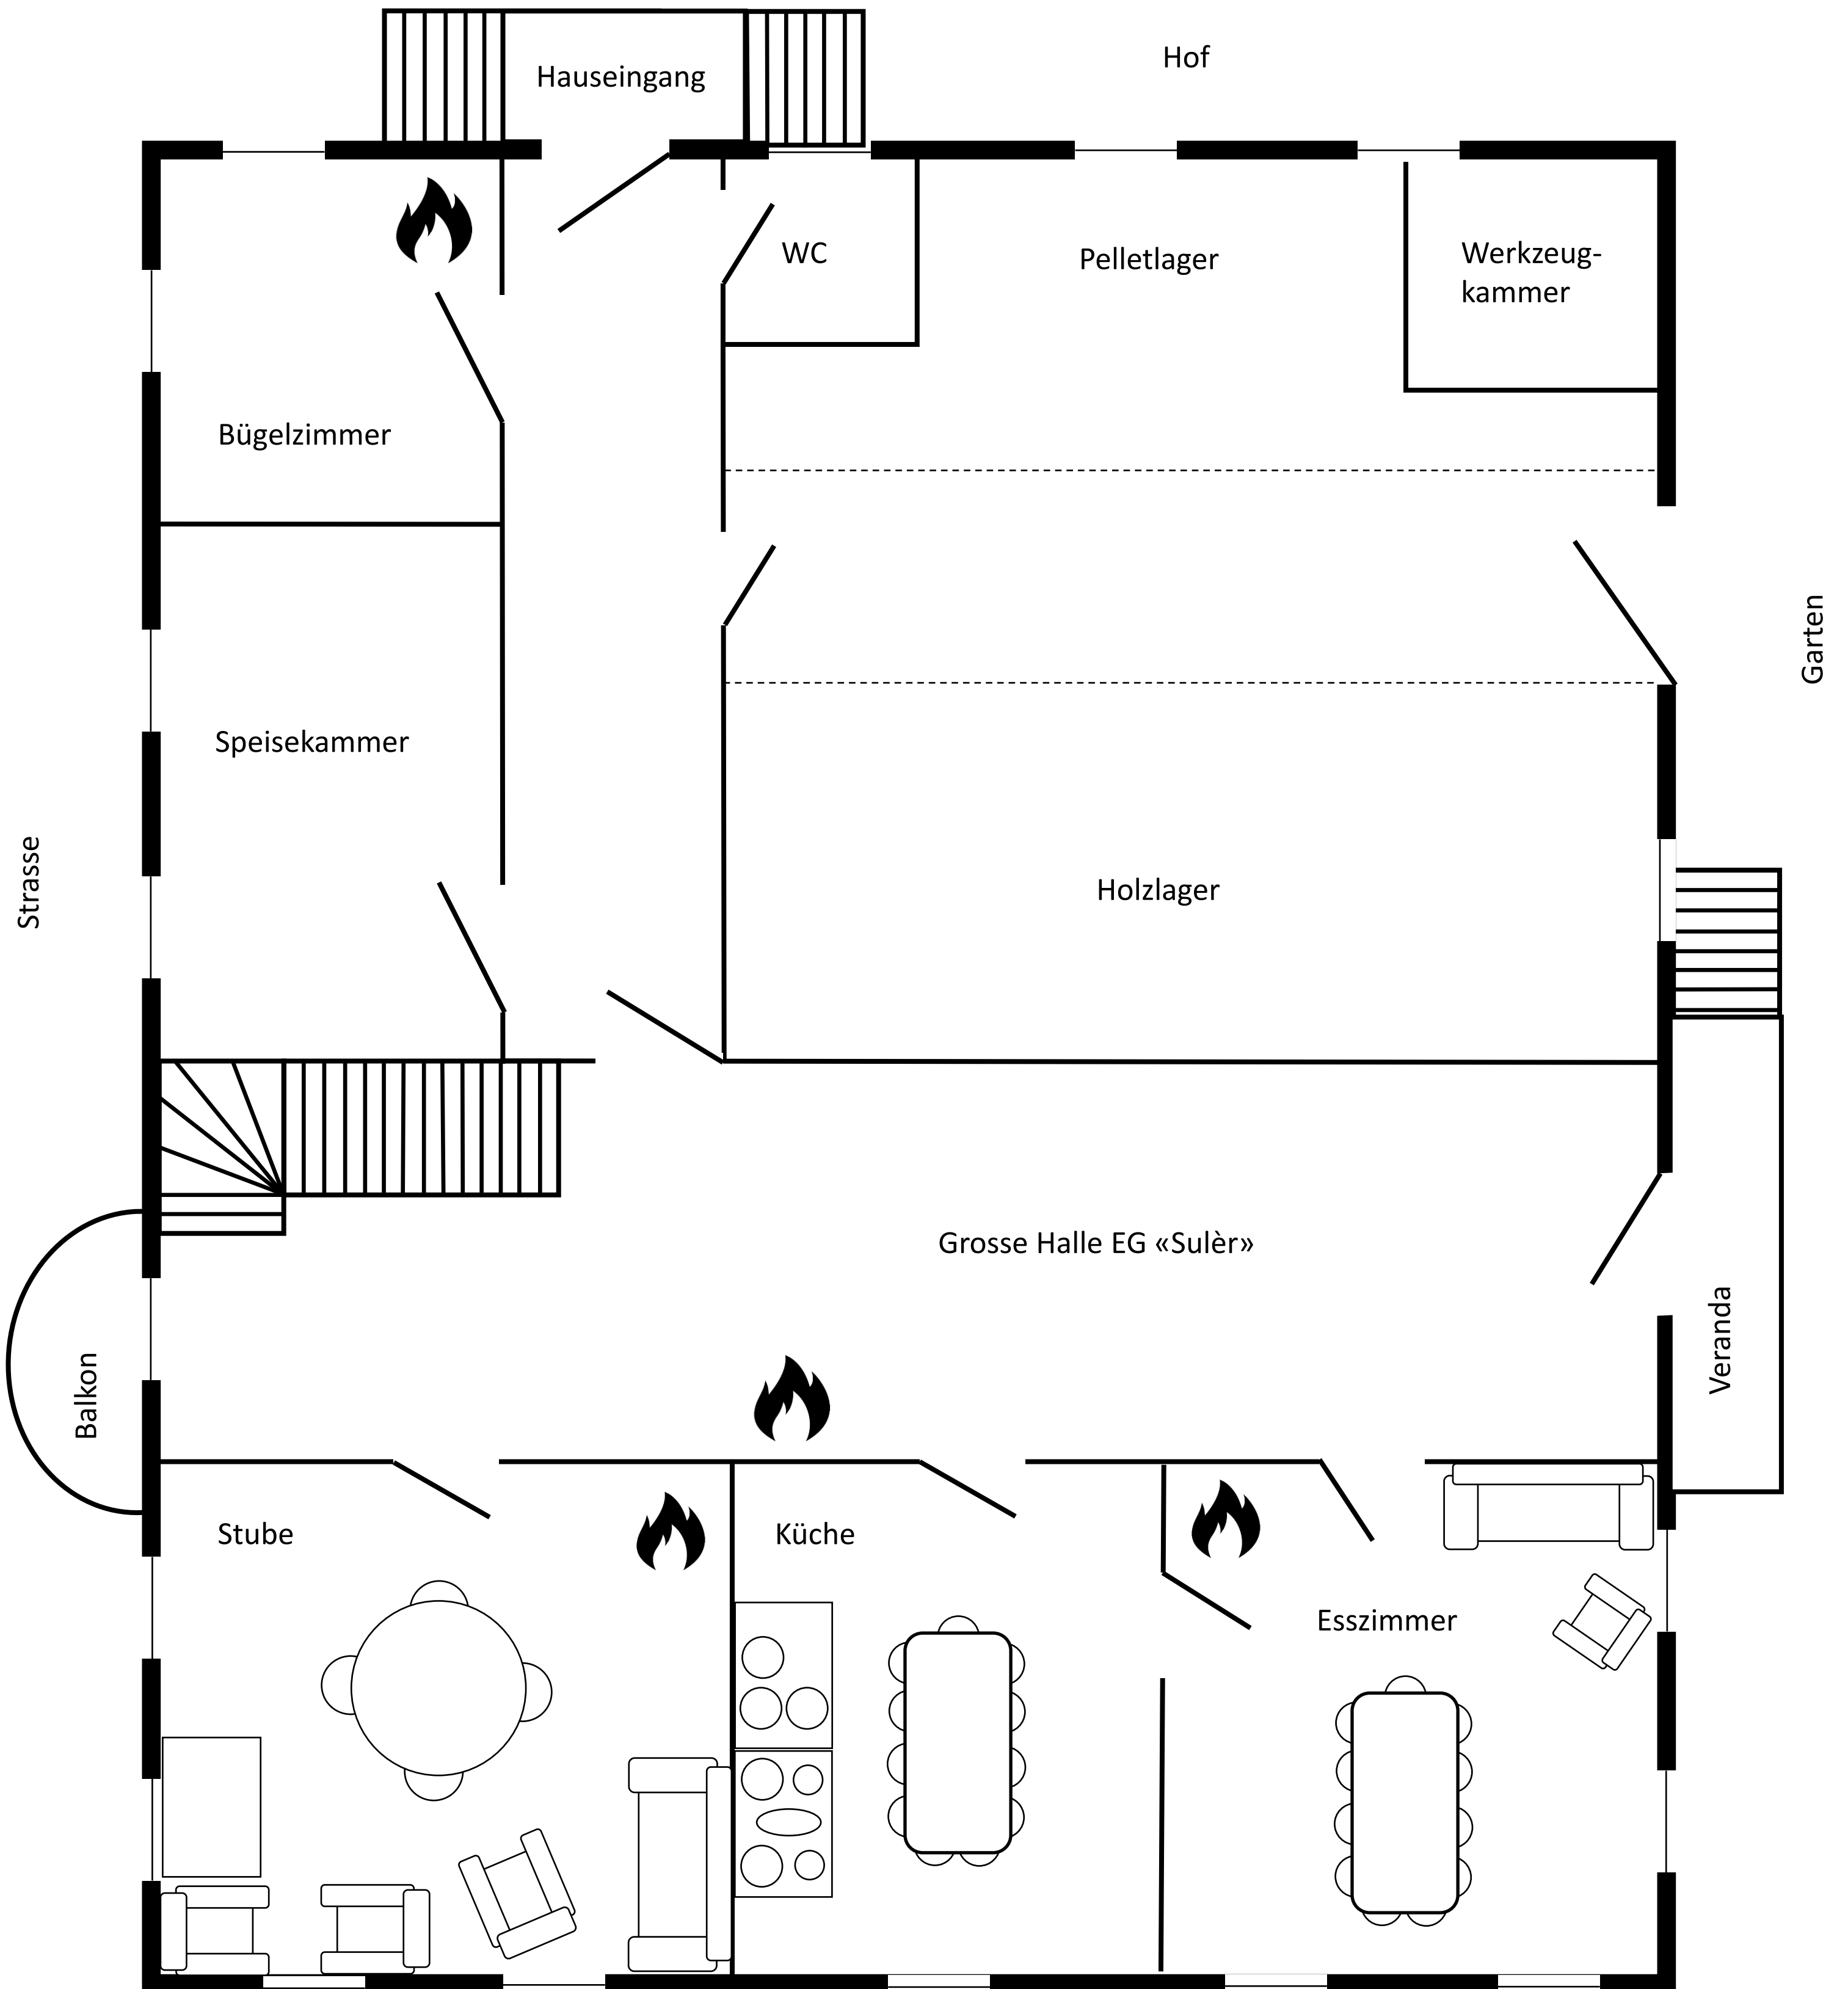 Hof
Hauseingang
WC
Pelletlager
Werkzeug-
kammer
Bügelzimmer
Garten
Speisekammer
Strasse
Holzlager
Grosse Halle EG «Sulèr»
Veranda
Balkon
Stube
Küche
Esszimmer